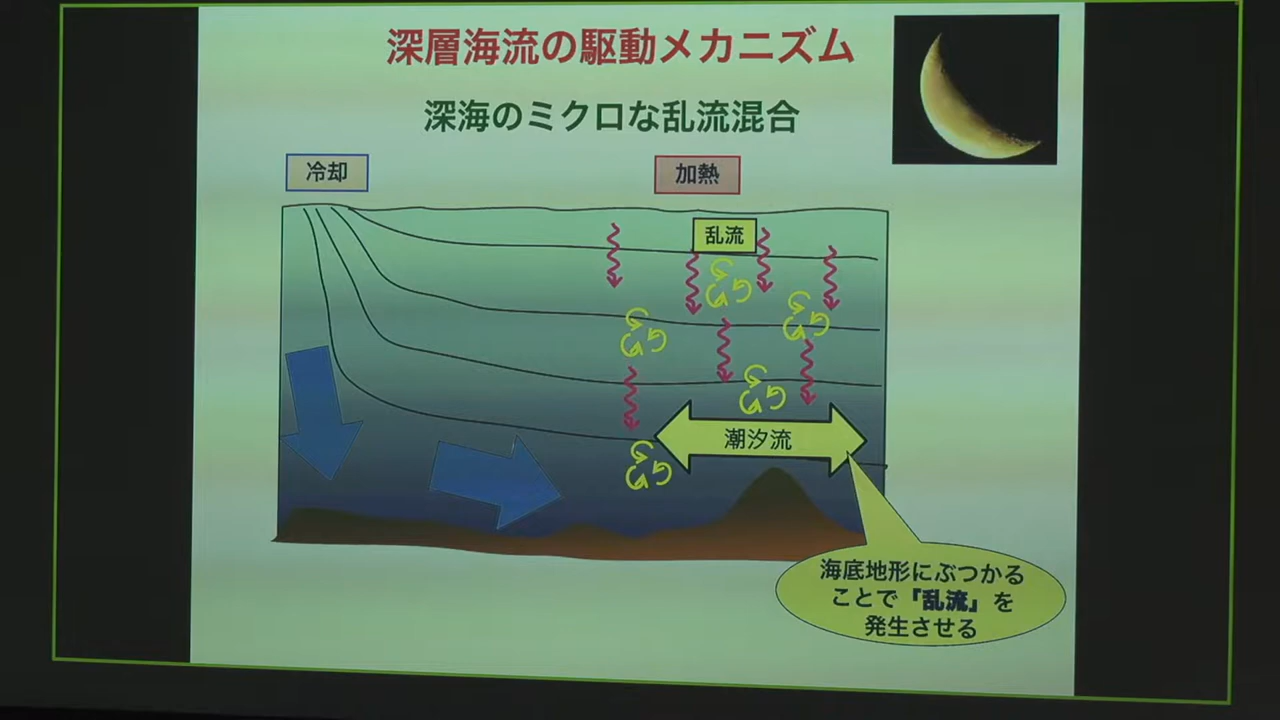 深層海流の駆動メカニズム
深海のミクロな乱流混合
冷却
加熱
乱流
潮汐流
海底地形にぶつかる
ことで『乱流』を
発生させる